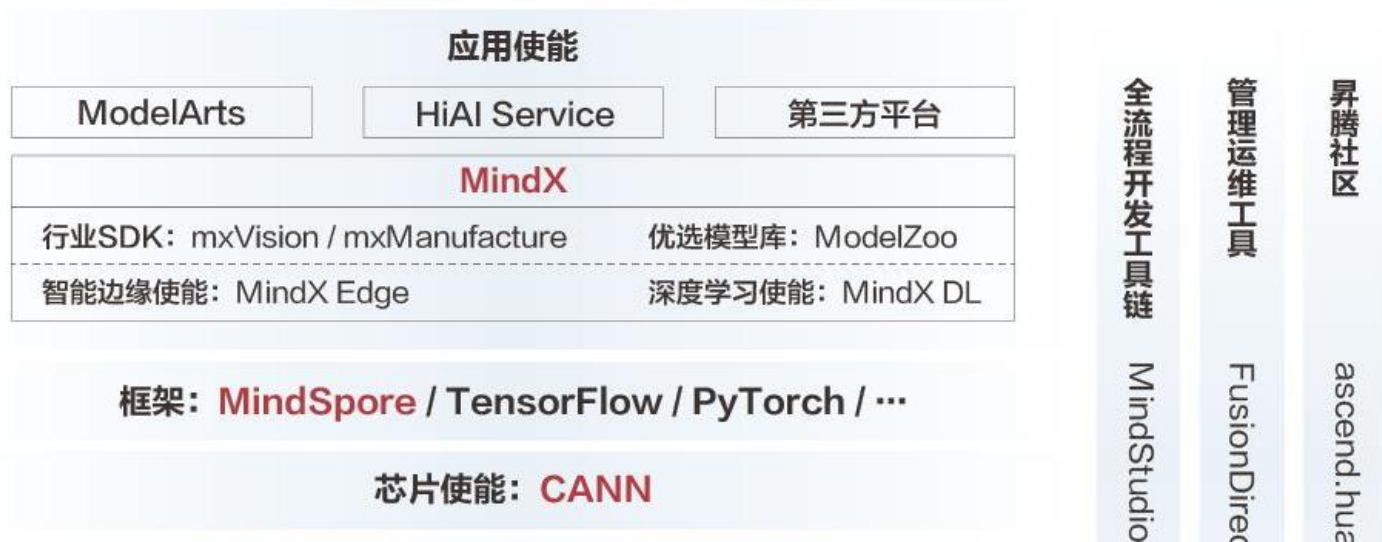 应用使能
ModelArts
HiAI Service
第三方平台
MindX
行业SDK：mxVision / mxManufacture
优选模型库：ModelZoo
智能边缘使能：MindX Edge
深度学习使能：MindX DL
框架：MindSpore / TensorFlow / PyTorch / ···
芯片使能：CANN
全流程开发工具链 MindStudio
管理运维工具
昇腾社区